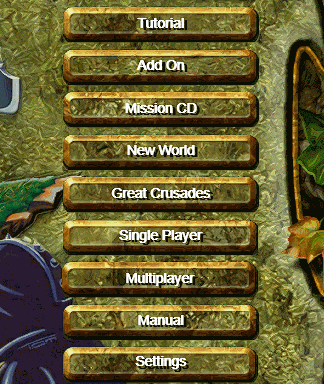 Tutorial
Add On
Mission CD
New World
Great Crusades
Single Player
Multiplayer
Manual
Settings